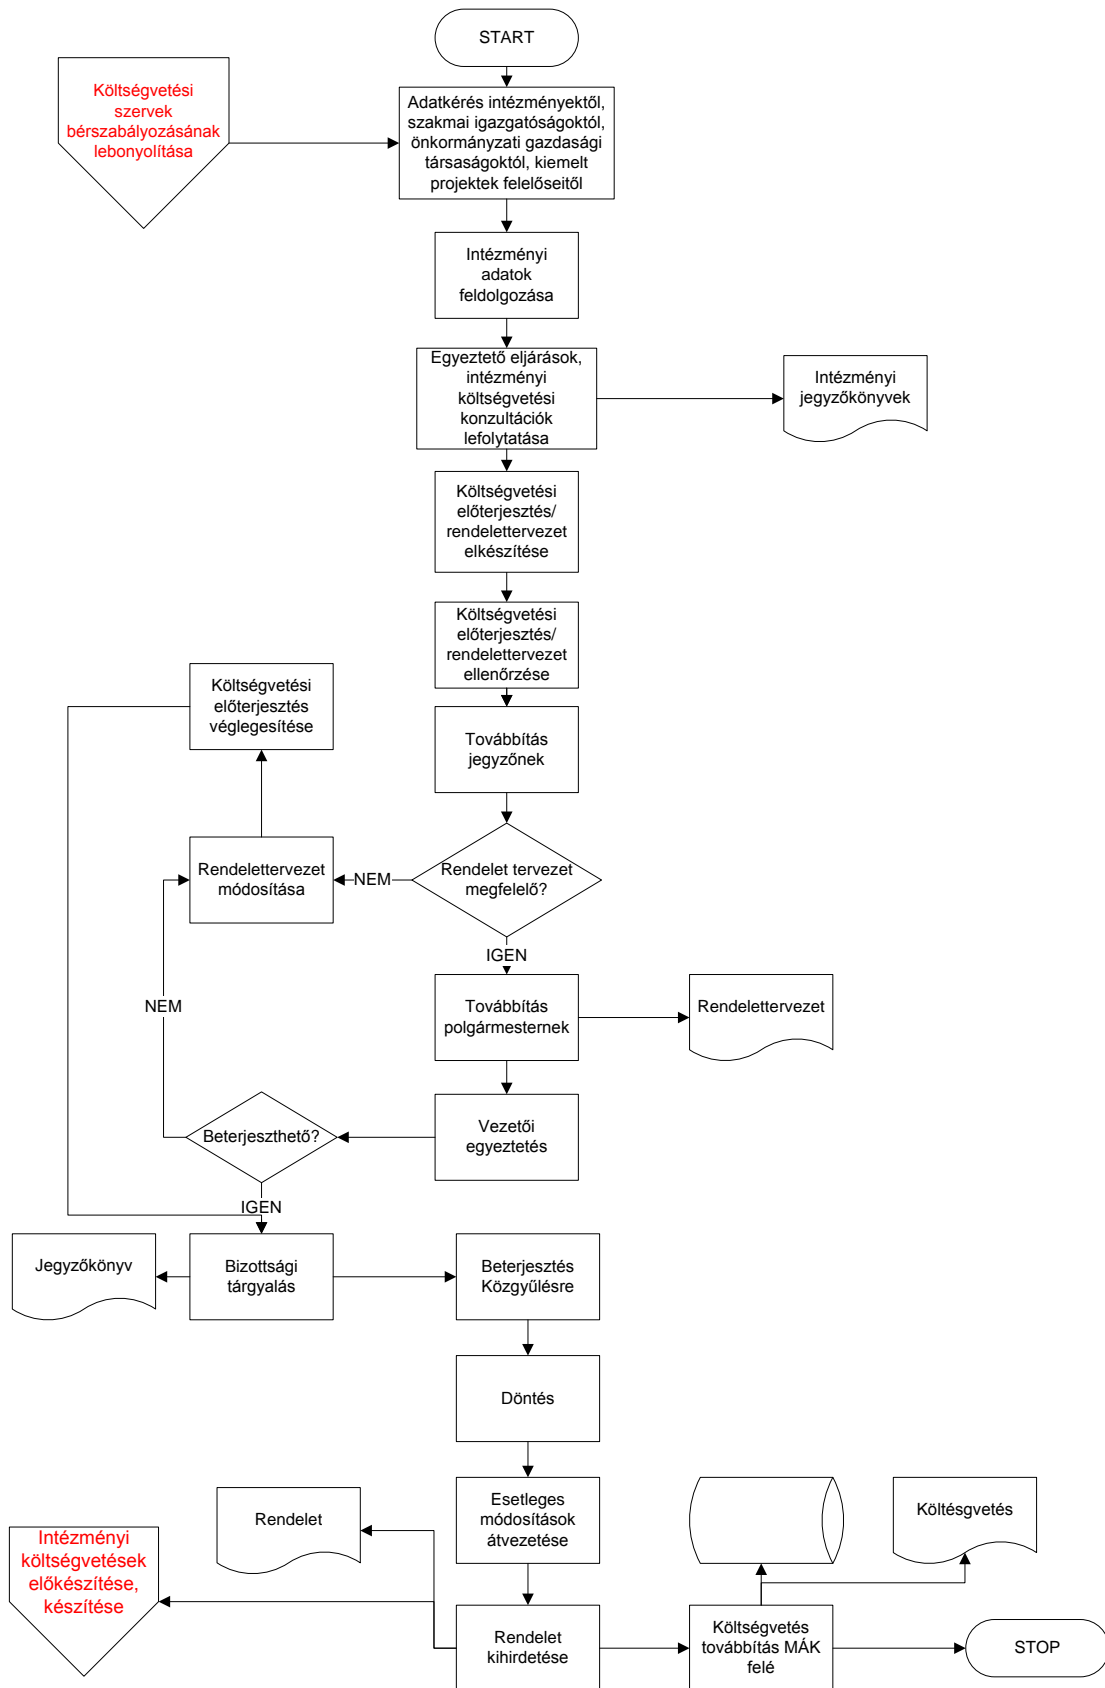 START
Költségvetési
szervek
bérszabályozásának
lebonyolítása
Adatkérés intézményektől,
szakmai igazgatóságoktól,
önkormányzati gazdasági
társaságoktól, kiemelt
projektek felelőseitől
Intézményi
adatok
feldolgozása
Egyeztető eljárások,
intézményi
költségvetési
konzultációk
lefolytatása
Intézményi
jegyzőkönyvek
Költségvetési
előterjesztés/
rendelettervezet
elkészítése
Költségvetési
előterjesztés/
rendelettervezet
ellenőrzése
Költségvetési
előterjesztés
véglegesítése
Továbbítás
jegyzőnek
Rendelettervezet
módosítása
NEM
Rendelet tervezet
megfelelő?
IGEN
NEM
Továbbítás
polgármesternek
Rendelettervezet
Beterjeszthető?
Vezetői
egyeztetés
IGEN
Jegyzőkönyv
Bizottsági
tárgyalás
Beterjesztés
Közgyűlésre
Döntés
Rendelet
Esetleges
módosítások
átvezetése
Költésgvetés
Intézményi
költségvetések
előkészítése,
készítése
Rendelet
kihirdetése
Költségvetés
továbbítás MÁK
felé
STOP